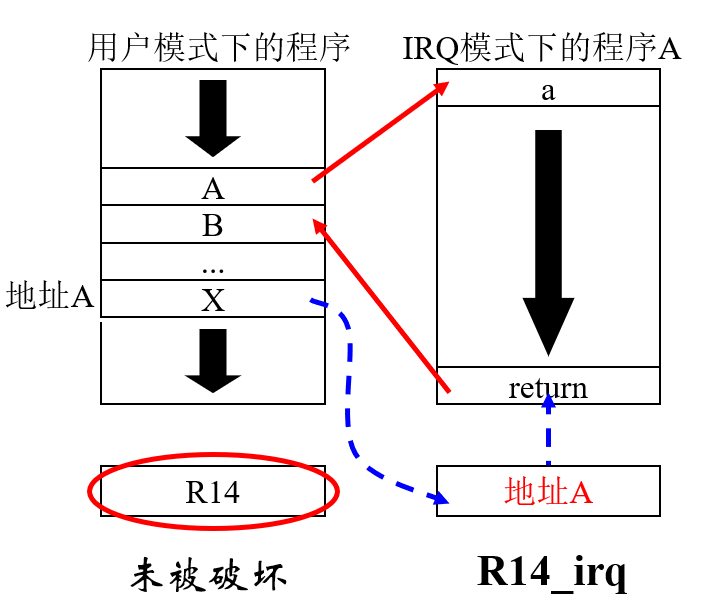 用户模式下的程序
IRQ模式下的程序A
a
A
B
...
地址A
X
return
R14
地址A
未被破坏
R14_irq